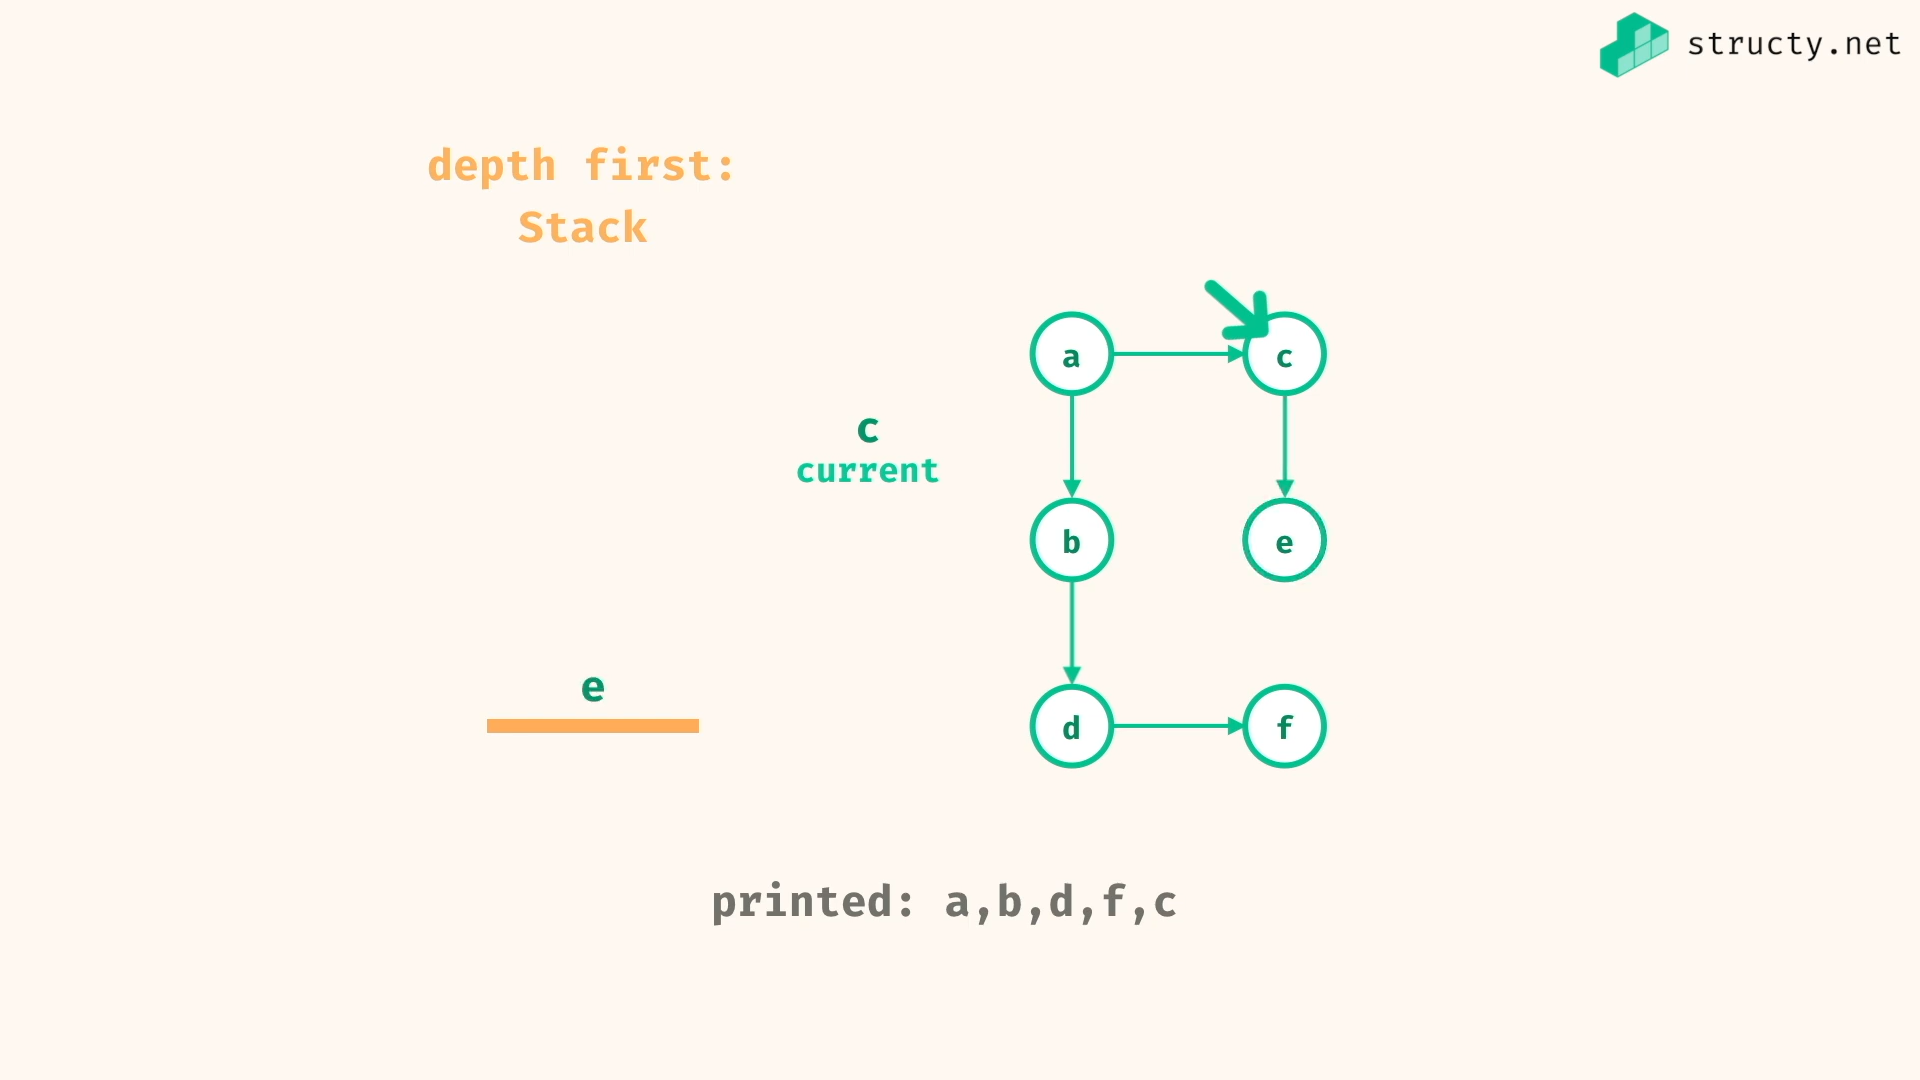 structy.net
depth first:
Stack
a
c
c
current
b
e
e
d
f
printed: a,b,d,f,c